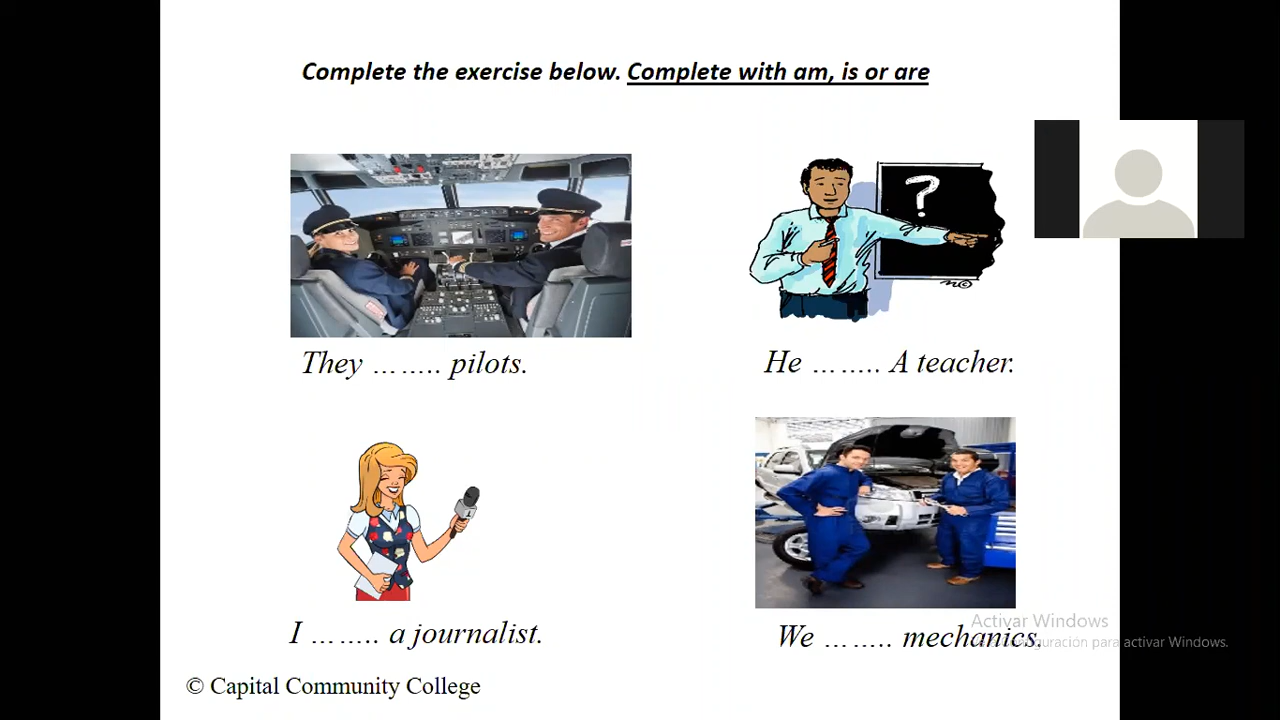 Complete the exercise below. Complete with am, is or are
?
They …….. pilots.
He …….. A teacher.
I …….. a journalist.
We …….. mechanics.
Activar Windows
configuración para activar Windows.
© Capital Community College